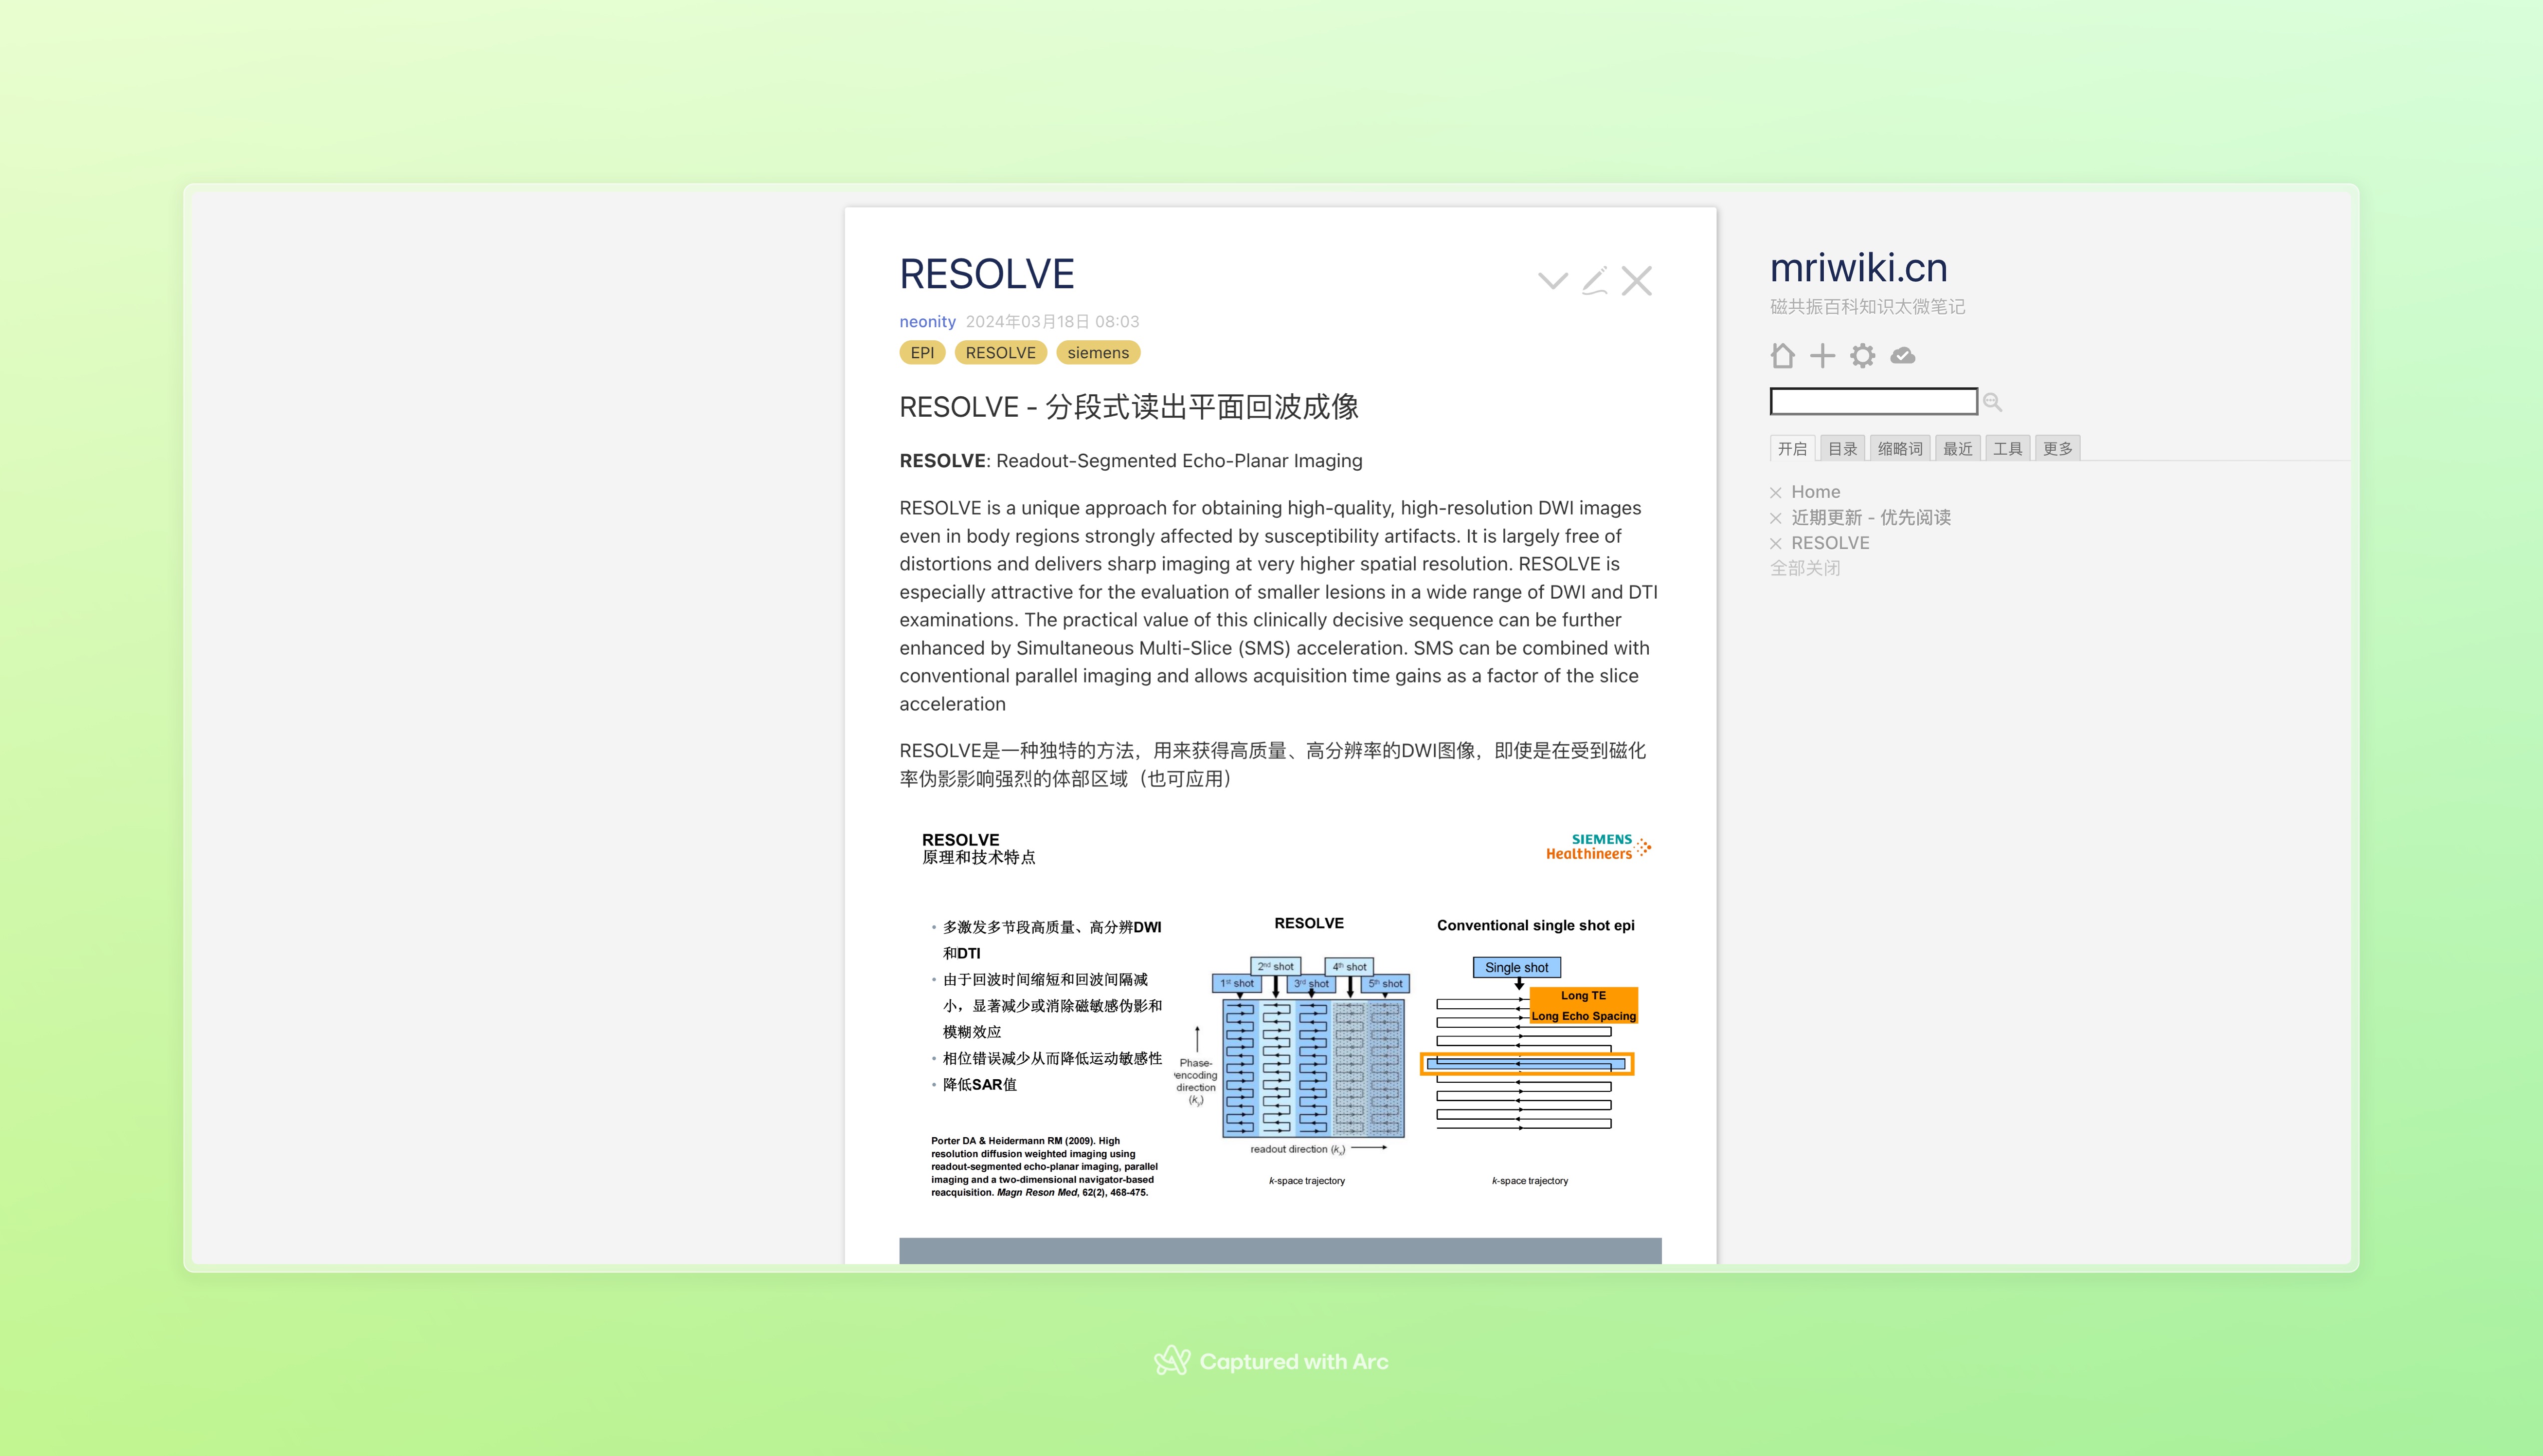 RESOLVE
neonity 2024年03月18日 08:03
EPI RESOLVE siemens
RESOLVE - 分段式读出平面回波成像
RESOLVE: Readout-Segmented Echo-Planar Imaging
RESOLVE is a unique approach for obtaining high-quality, high-resolution DWI images
even in body regions strongly affected by susceptibility artifacts. It is largely free of
distortions and delivers sharp imaging at very higher spatial resolution. RESOLVE is
especially attractive for the evaluation of smaller lesions in a wide range of DWI and DTI
examinations. The practical value of this clinically decisive sequence can be further
enhanced by Simultaneous Multi-Slice (SMS) acceleration. SMS can be combined with
conventional parallel imaging and allows acquisition time gains as a factor of the slice
acceleration
RESOLVE是一种独特的方法，用来获得高质量、高分辨率的DWI图像，即使是在受到磁化
率伪影影响强烈的体部区域（也可应用）
RESOLVE
原理和技术特点
SIEMENS
Healthineers
• 多激发多节段高质量、高分辨DWI
和DTI
• 由于回波时间缩短和回波间隔减
小，显著减少或消除磁敏感伪影和
模糊效应
• 相位错误减少从而降低运动敏感性
• 降低SAR值
Porter DA & Heidermann RM (2009). High
resolution diffusion weighted imaging using
readout-segmented echo-planar imaging, parallel
imaging and a two-dimensional navigator-based
reacquisition. Magn Reson Med, 62(2), 468-475.
RESOLVE
2nd shot 4th shot
1st shot 3rd shot 5th shot
Phase-
encoding
direction
(ky)
readout direction (kx)
k-space trajectory
Conventional single shot epi
Single shot
Long TE
Long Echo Spacing
k-space trajectory
mriwiki.cn
磁共振百科知识太微笔记
开启 目录 缩略词 最近 工具 更多
Home
近期更新 - 优先阅读
RESOLVE
全部关闭
Captured with Arc